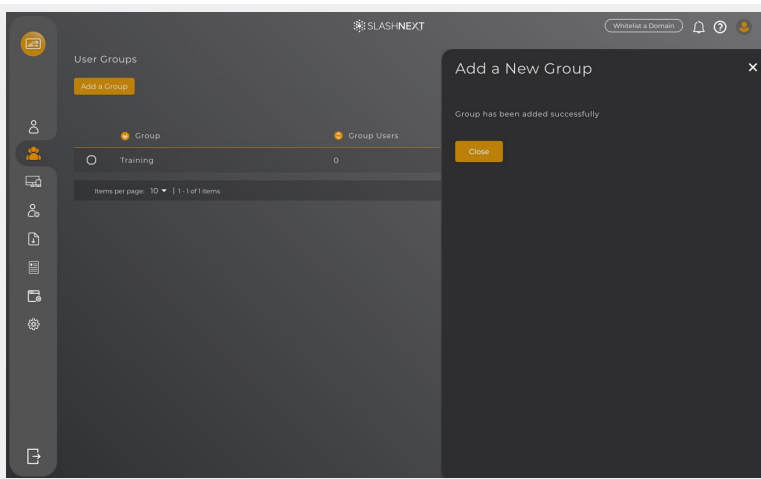 SLASHNEXT
Whitelist a Domain
User Groups
Add a Group
Group
Group Users
Training
0
Items per page: 10
1 - 1 of 1 items
Add a New Group
Group has been added successfully
Close